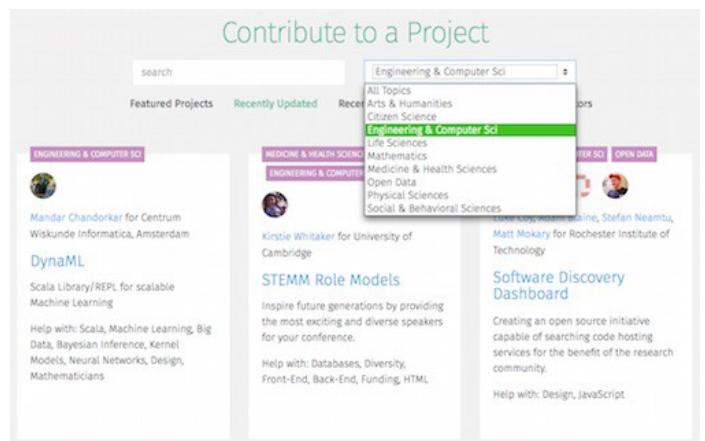 Contribute to a Project
search
Engineering & Computer Sci
All Topics
Arts & Humanities
Citizen Science
Engineering & Computer Sci
Life Sciences
Mathematics
Medicine & Health Sciences
Open Data
Physical Sciences
Social & Behavioral Sciences
Featured Projects Recently Updated
ENGINEERING & COMPUTER SCI
Mandar Chandorkar for Centrum
Wiskunde Informatica, Amsterdam
DynaML
Scala Library/REPL for scalable
Machine Learning
Help with: Scala, Machine Learning, Big
Data, Bayesian Inference, Kernel
Models, Neural Networks, Design,
Mathematicians
MEDICINE & HEALTH
ENGINEERING & COMPUTER
Kirstie Whitaker for University of
Cambridge
STEMM Role Models
Inspire future generations by providing
the most exciting and diverse speakers
for your conference.
Help with: Databases, Diversity,
Front-End, Back-End, Funding, HTML
SCI OPEN DATA
Stefan Neamtu,
Matt Mokary for Rochester Institute of
Technology
Software Discovery
Dashboard
Creating an open source initiative
capable of searching code hosting
services for the benefit of the research
community.
Help with: Design, JavaScript